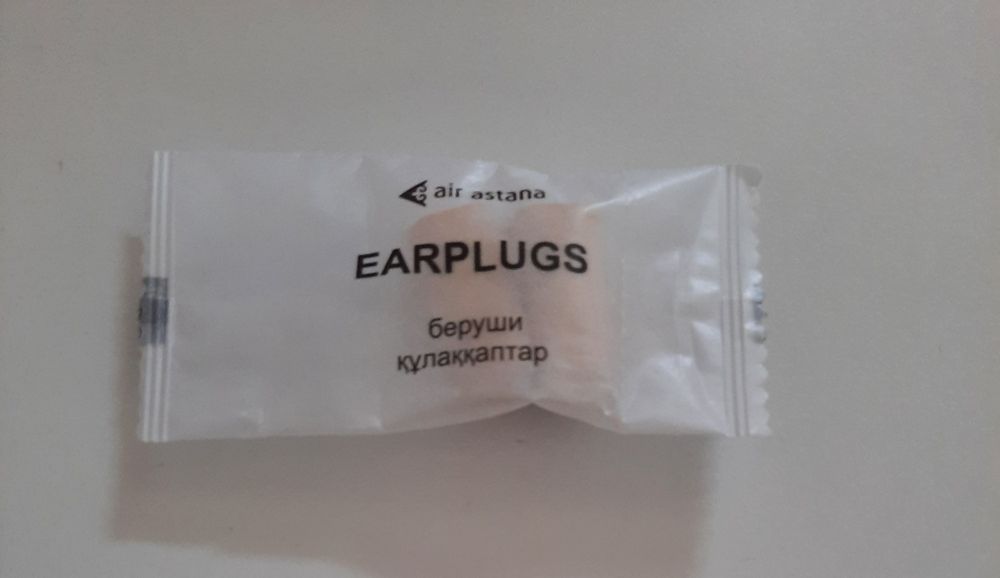 air astana
EARPLUGS
беруши
құлаққаптар